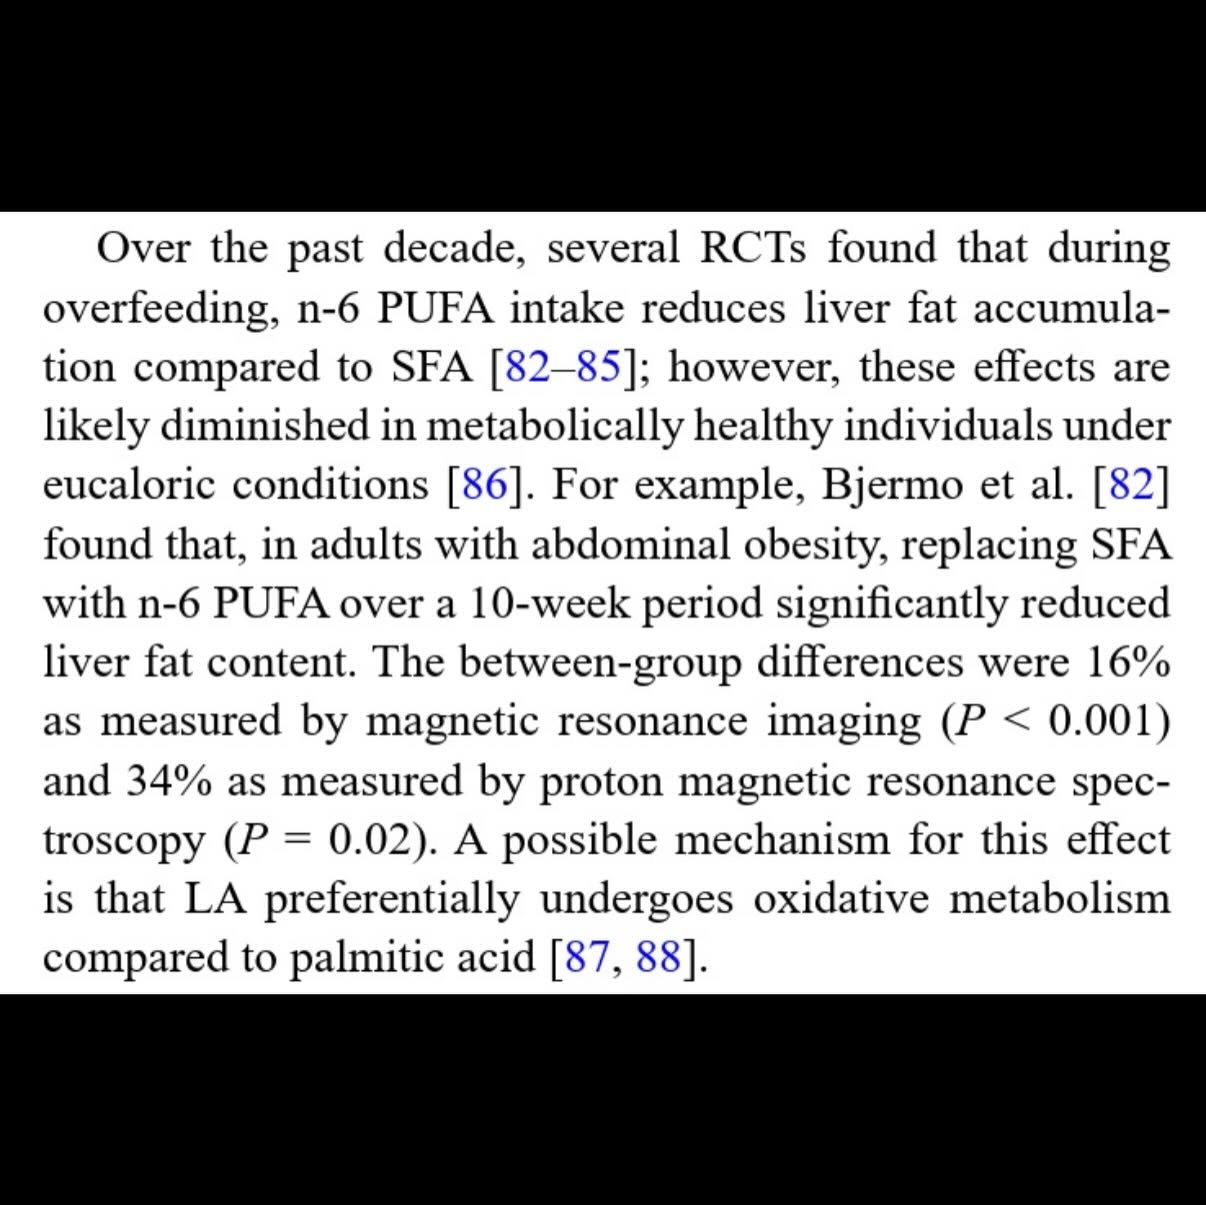 Over the past decade, several RCTs found that during
overfeeding, n-6 PUFA intake reduces liver fat accumula-
tion compared to SFA [82–85]; however, these effects are
likely diminished in metabolically healthy individuals under
eucaloric conditions [86]. For example, Bjermo et al. [82]
found that, in adults with abdominal obesity, replacing SFA
with n-6 PUFA over a 10-week period significantly reduced
liver fat content. The between-group differences were 16%
as measured by magnetic resonance imaging (P < 0.001)
and 34% as measured by proton magnetic resonance spec-
troscopy (P = 0.02). A possible mechanism for this effect
is that LA preferentially undergoes oxidative metabolism
compared to palmitic acid [87, 88].